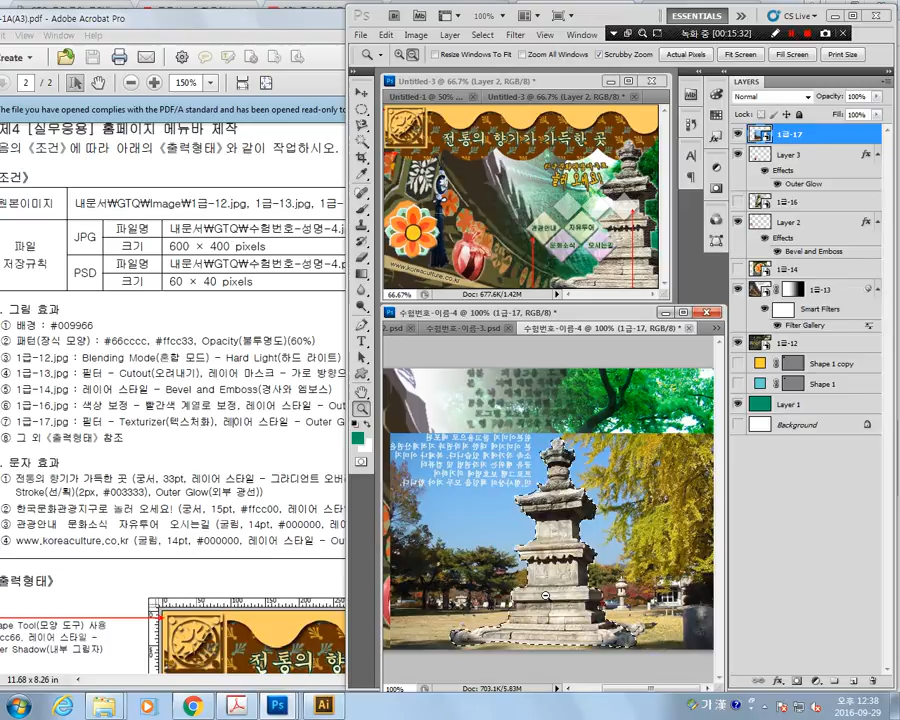 -1A(A3).pdf - Adobe Acrobat Pro
View Window Help
Create
2 / 2 150%
The file you have opened complies with the PDF/A standard and has been opened read-only to
제4 [실무응용] 홈페이지 메뉴바 제작
음의 《조건》에 따라 아래의 《출력형태》와 같이 작업하시오.
조건》
원본이미지 내문서￦GTQ￦Image￦1급-12.jpg, 1급-13.jpg, 1급-
파일
저장규칙
JPG 파일명 내문서￦GTQ￦수험번호-성명-4.j
크기 600 × 400 pixels
PSD 파일명 내문서￦GTQ￦수험번호-성명-4.p
크기 60 × 40 pixels
. 그림 효과
① 배경 : #009966
② 패턴(장식 모양) : #66cccc, #ffcc33, Opacity(불투명도)(60%)
③ 1급-12.jpg : Blending Mode(혼합 모드) - Hard Light(하드 라이트)
④ 1급-13.jpg : 필터 - Cutout(오려내기), 레이어 마스크 - 가로 방향으
⑤ 1급-14.jpg : 레이어 스타일 - Bevel and Emboss(경사와 엠보스)
⑥ 1급-16.jpg : 색상 보정 - 빨간색 계열로 보정, 레이어 스타일 - Out
⑦ 1급-17.jpg : 필터 - Texturizer(텍스처화), 레이어 스타일 - Outer G
⑧ 그 외 《출력형태》 참조
. 문자 효과
① 전통의 향기가 가득한 곳 (궁서, 33pt, 레이어 스타일 - 그라디언트 오버
Stroke(선/획)(2px, #003333), Outer Glow(외부 광선))
② 한국문화관광지구로 놀러 오세요! (궁서, 15pt, #ffcc00, 레이어 스타
③ 관광안내 문화소식 자유투어 오시는길 (굴림, 14pt, #000000, 레이
④ www.koreaculture.co.kr (굴림, 14pt, #000000, 레이어 스타일 - Out
출력형태》
ape Tool(모양 도구) 사용
cc66, 레이어 스타일 -
er Shadow(내부 그림자)
0 50 100 150 200 250
전통의 향
11.68 x 8.26 in
Ps Br Mb 100% ESSENTIALS CS Live
File Edit Image Layer Select Filter View Window
녹화 중 [00:15:32]
Resize Windows To Fit Zoom All Windows Scrubby Zoom Actual Pixels Fit Screen Fill Screen Print Size
Untitled-3 @ 66.7% (Layer 2, RGB/8) *
Untitled-1 @ 50% ... Untitled-3 @ 66.7% (Layer 2, RGB/8) *
전통의 향기가 가득한 곳
놀러 오세요!
관광안내 자유투어
문화소식 오시는길
www.koreaculture.co.kr
66.67% Doc: 677.6K/1.42M
수험번호-이름-4 @ 100% (1급-17, RGB/8) *
2.psd 수험번호-이름-3.psd 수험번호-이름-4 @ 100% (1급-17, RGB/8) *
100% Doc: 703.1K/5.83M
LAYERS
Normal Opacity: 100%
Lock: Fill: 100%
1급-17
Layer 3 fx
Effects
Outer Glow
1급-16
Layer 2 fx
Effects
Bevel and Emboss
1급-14
1급-13
Smart Filters
Filter Gallery
1급-12
Shape 1 copy
Shape 1
Layer 1
Background
오후 12:38
2016-09-29